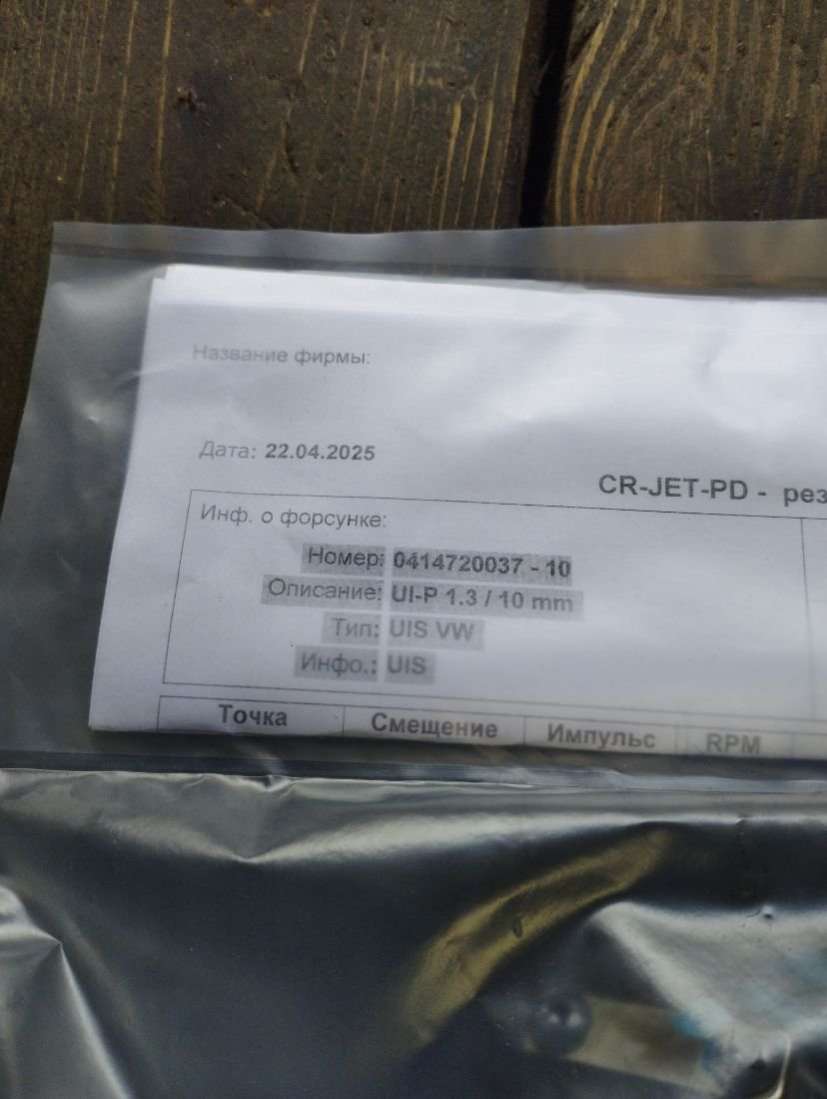 Название фирмы:
Дата: 22.04.2025
CR-JET-PD - рез
Инф. о форсунке:
Номер: 0414720037 - 10
Описание: UI-P 1.3 / 10 mm
Тип: UIS VW
Инфо.: UIS
Точка Смещение Импульс RPM